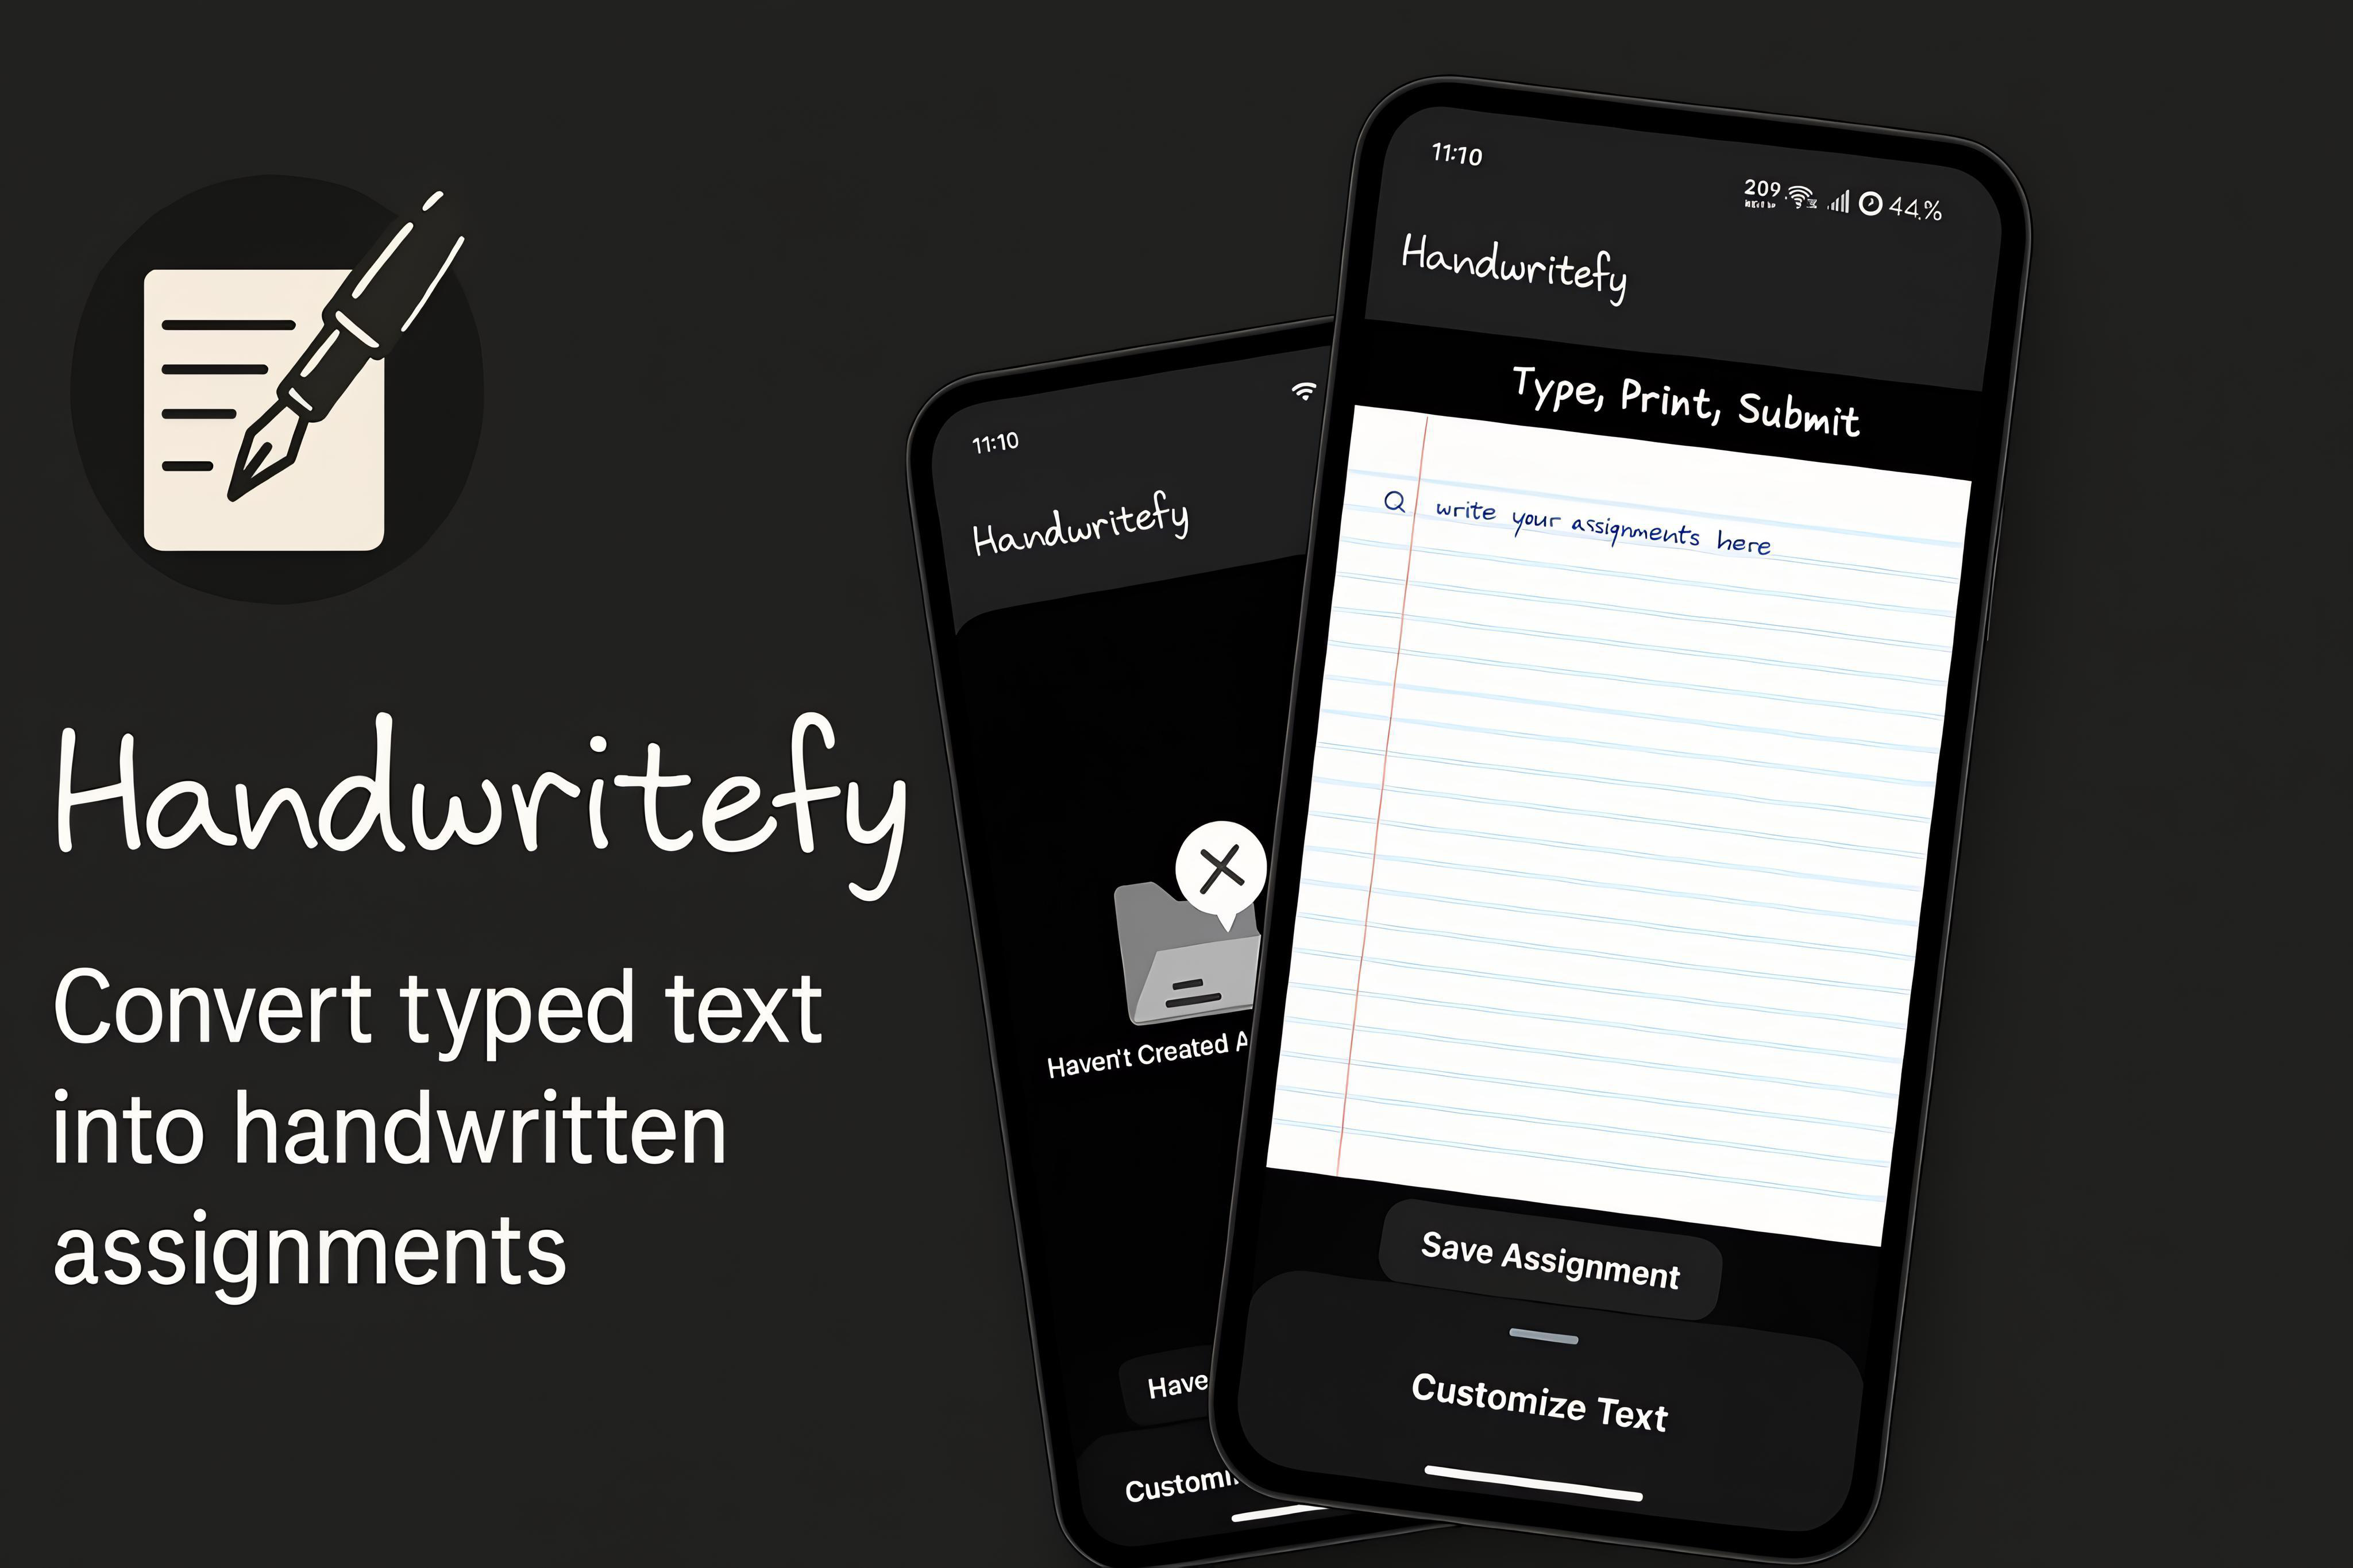 Handwritefy
Convert typed text
into handwritten
assignments
11:10
Handwritefy
Haven't Created A
Have
Custom
11:10
209
44%
Handwritefy
Type, Print, Submit
write your assignments here
Save Assignment
Customize Text